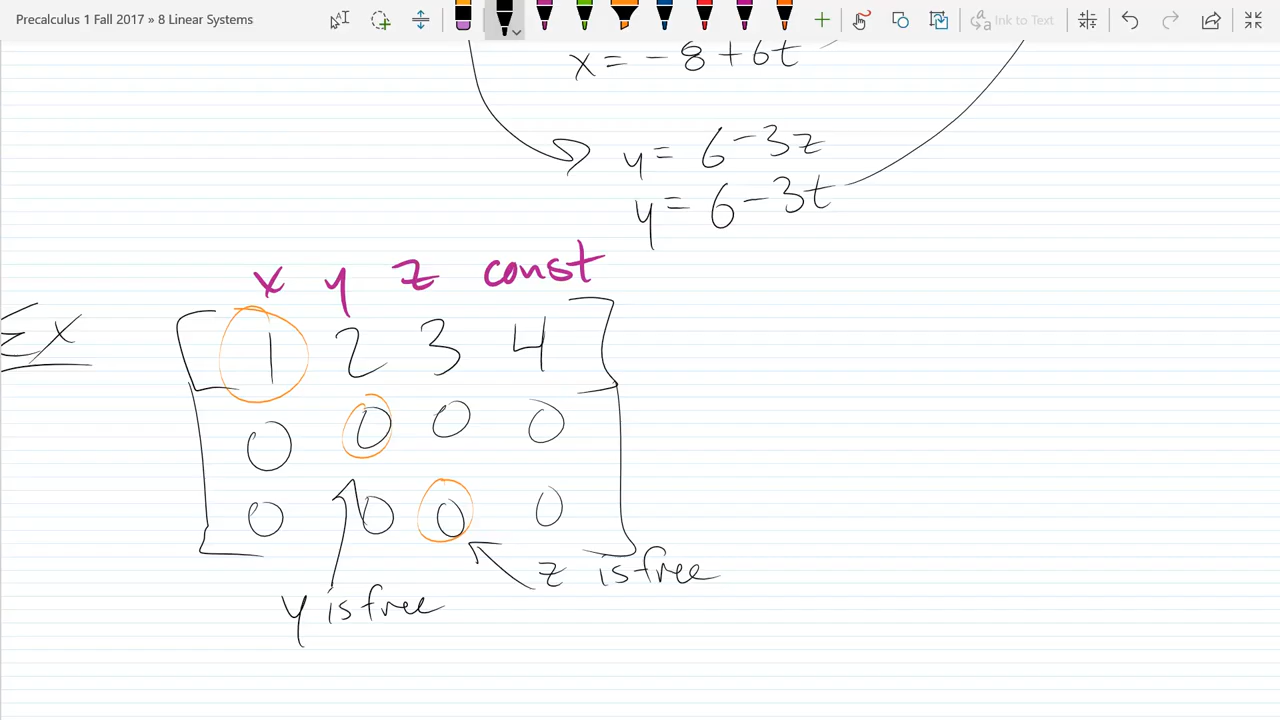 Precalculus 1 Fall 2017 » 8 Linear Systems
Ink to Text
x = -8 + 6t
y = 6 - 3z
y = 6 - 3t
x y z const
Ex
1 2 3 4
0 0 0 0
0 0 0 0
z is free
y is free